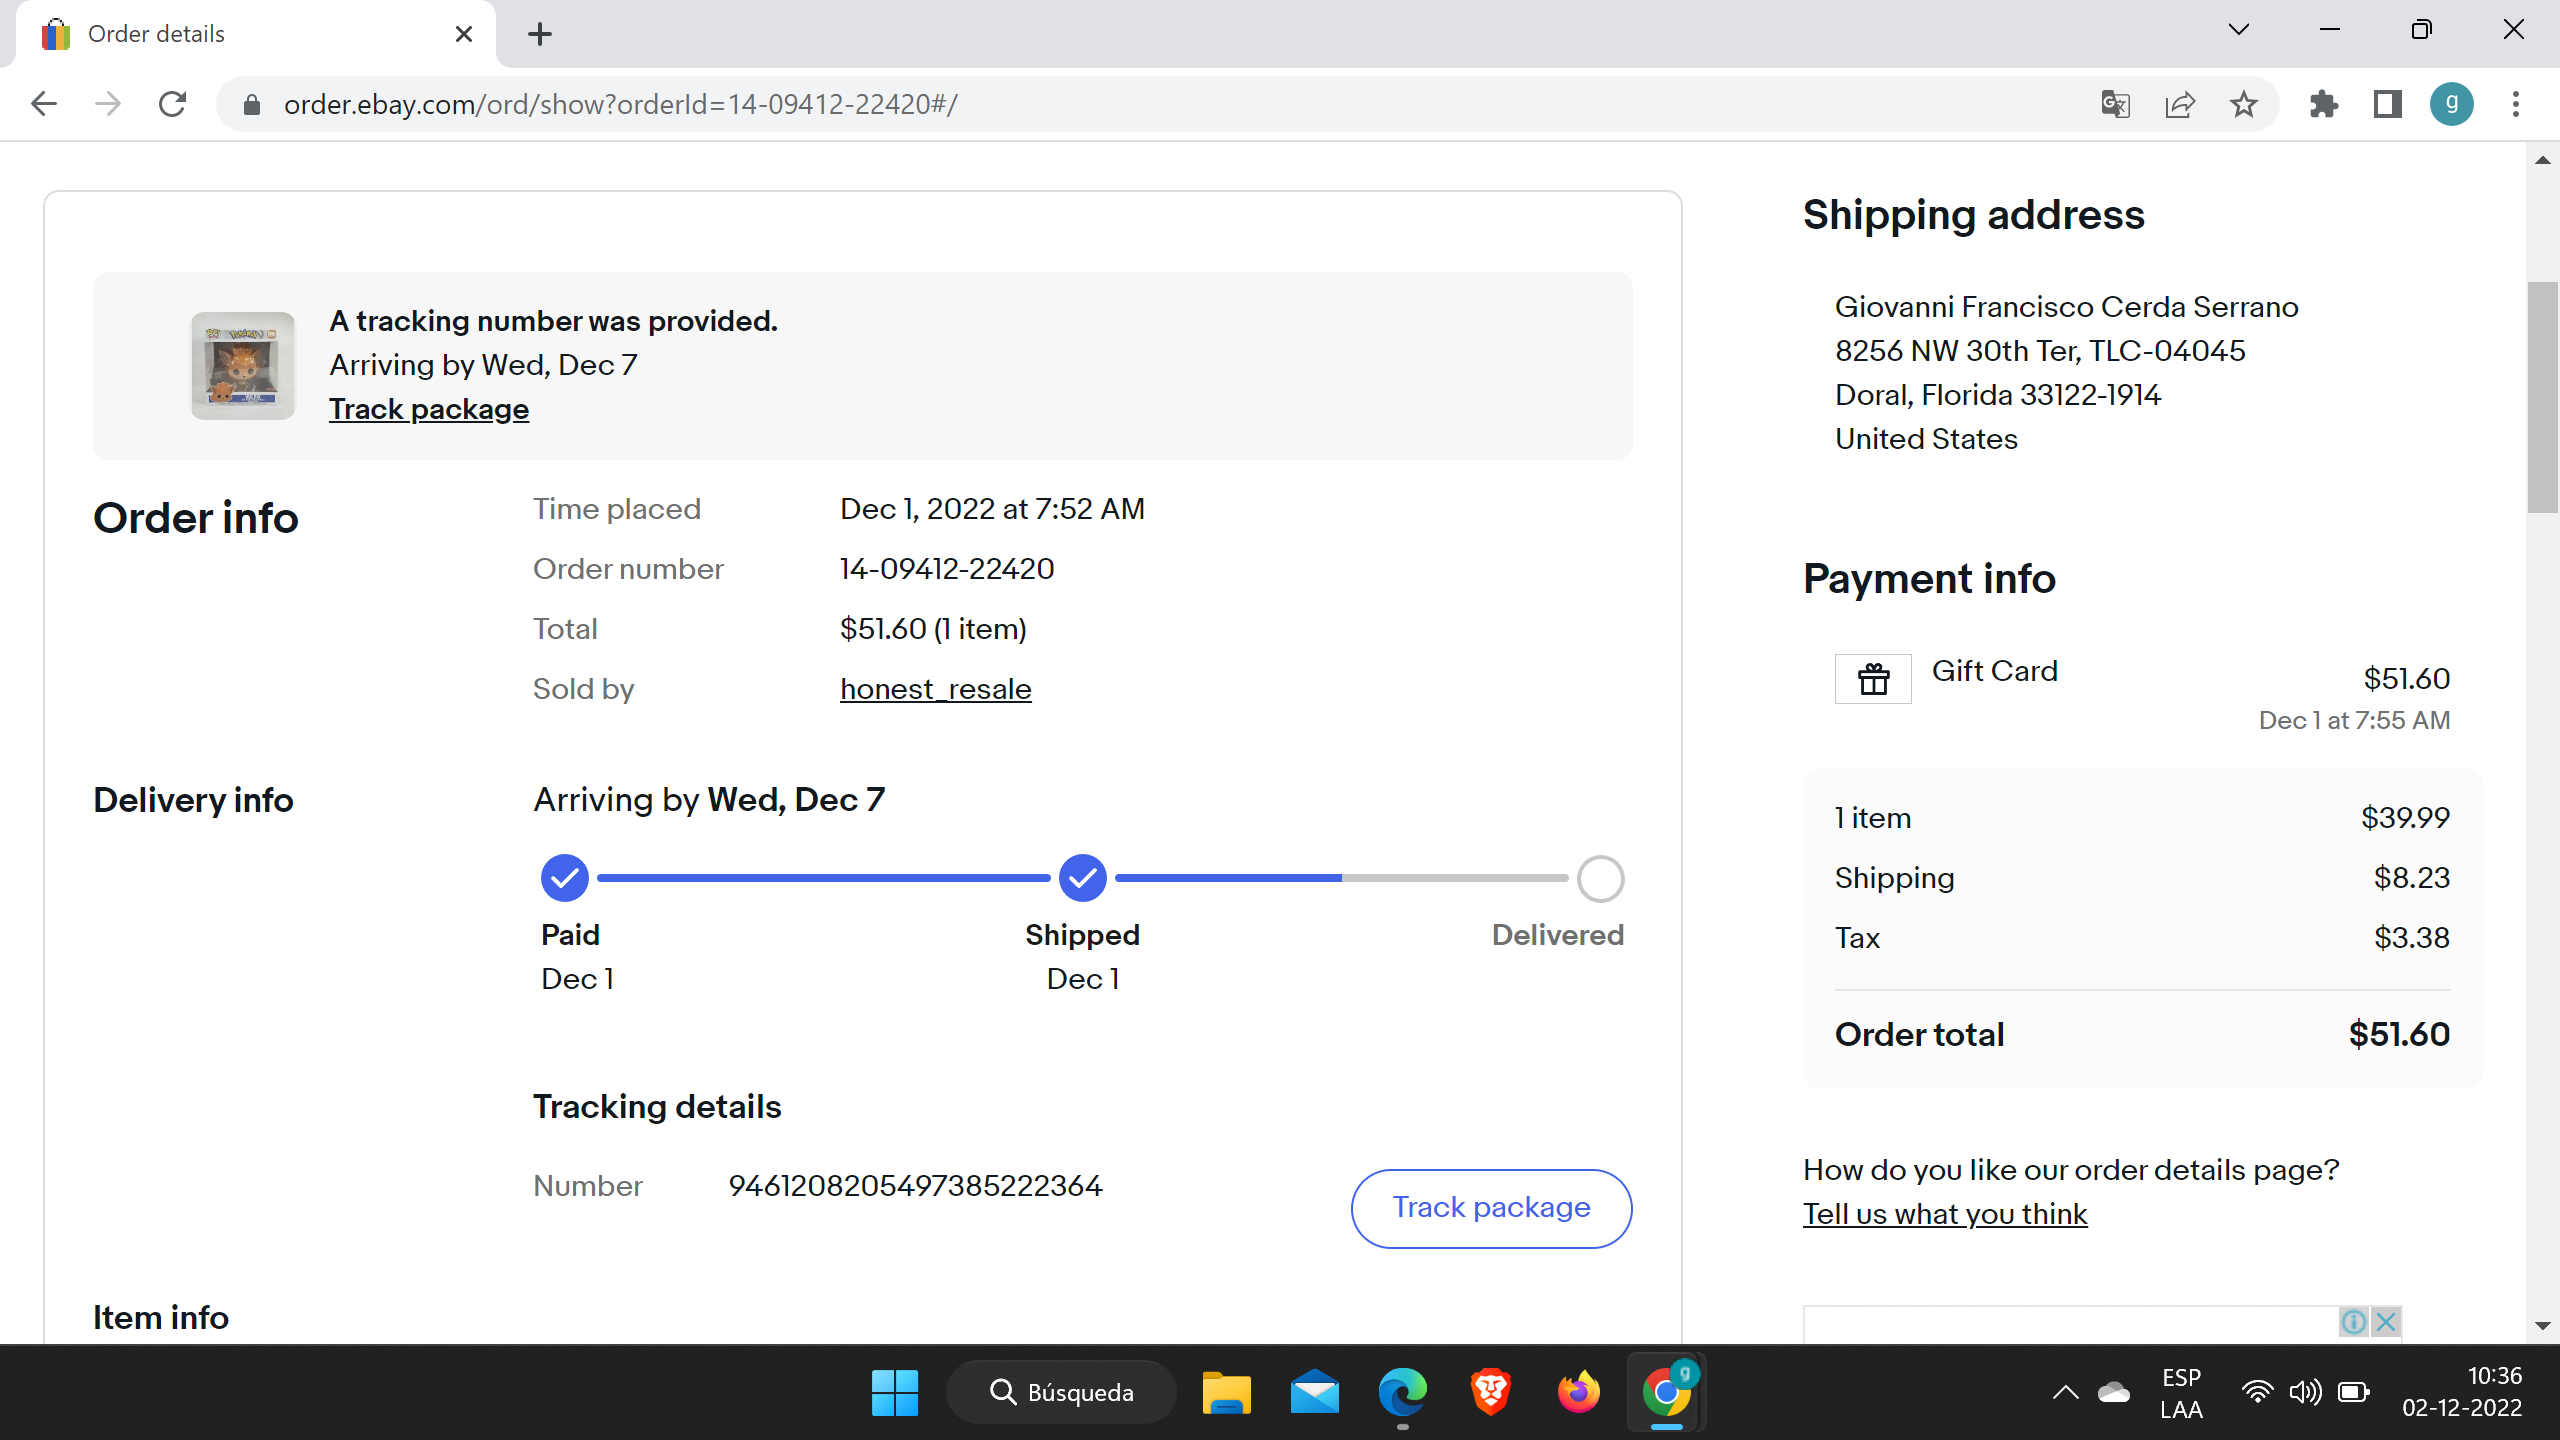 Order details
order.ebay.com/ord/show?orderId=14-09412-22420#/
g
A tracking number was provided.
Arriving by Wed, Dec 7
Track package
Order info
Time placed Dec 1, 2022 at 7:52 AM
Order number 14-09412-22420
Total $51.60 (1 item)
Sold by honest_resale
Delivery info
Arriving by Wed, Dec 7
Paid Shipped Delivered
Dec 1 Dec 1
Tracking details
Number 9461208205497385222364 Track package
Item info
Shipping address
Giovanni Francisco Cerda Serrano
8256 NW 30th Ter, TLC-04045
Doral, Florida 33122-1914
United States
Payment info
Gift Card $51.60
Dec 1 at 7:55 AM
1 item $39.99
Shipping $8.23
Tax $3.38
Order total $51.60
How do you like our order details page?
Tell us what you think
Búsqueda
g
ESP
LAA
10:36
02-12-2022